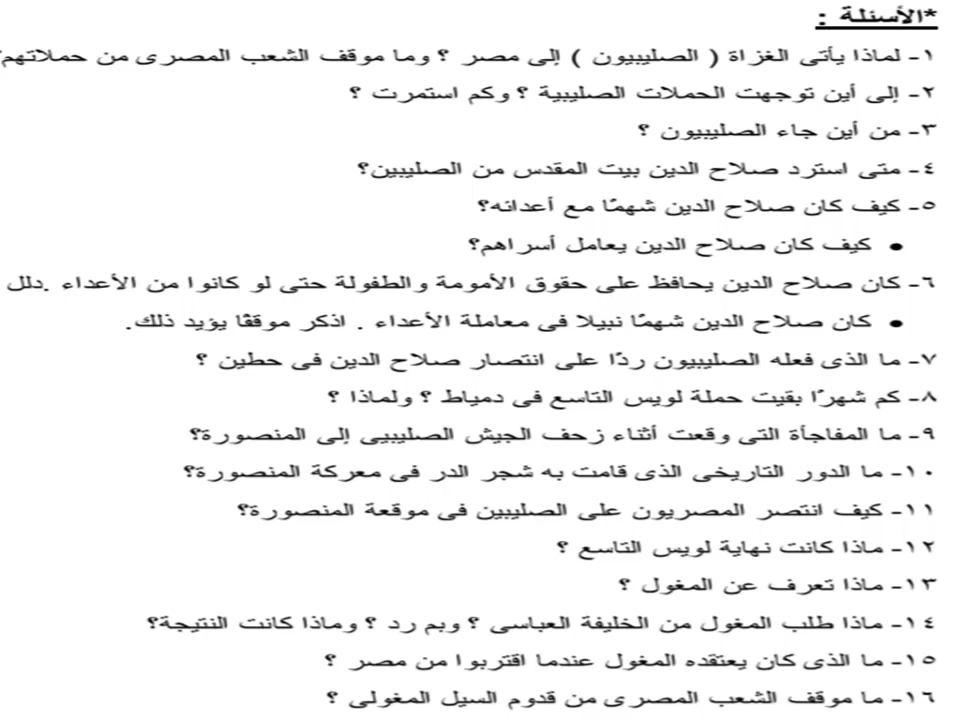 *الأسئلة :
١- لماذا يأتى الغزاة ( الصليبيون ) إلى مصر ؟ وما موقف الشعب المصرى من حملاتهم؟
٢- إلى أين توجهت الحملات الصليبية ؟ وكم استمرت ؟
٣- من أين جاء الصليبيون ؟
٤- متى استرد صلاح الدين بيت المقدس من الصليبين؟
٥- كيف كان صلاح الدين شهمًا مع أعدائه؟
• كيف كان صلاح الدين يعامل أسراهم؟
٦- كان صلاح الدين يحافظ على حقوق الأمومة والطفولة حتى لو كانوا من الأعداء .دلل
• كان صلاح الدين شهمًا نبيلا فى معاملة الأعداء . اذكر موقفًا يؤيد ذلك.
٧- ما الذى فعله الصليبيون ردًا على انتصار صلاح الدين فى حطين ؟
٨- كم شهرًا بقيت حملة لويس التاسع فى دمياط ؟ ولماذا ؟
٩- ما المفاجأة التى وقعت أثناء زحف الجيش الصليبيى إلى المنصورة؟
١٠- ما الدور التاريخى الذى قامت به شجر الدر فى معركة المنصورة؟
١١- كيف انتصر المصريون على الصليبين فى موقعة المنصورة؟
١٢- ماذا كانت نهاية لويس التاسع ؟
١٣- ماذا تعرف عن المغول ؟
١٤- ماذا طلب المغول من الخليفة العباسى ؟ وبم رد ؟ وماذا كانت النتيجة؟
١٥- ما الذى كان يعتقده المغول عندما اقتربوا من مصر ؟
١٦- ما موقف الشعب المصرى من قدوم السيل المغولى ؟